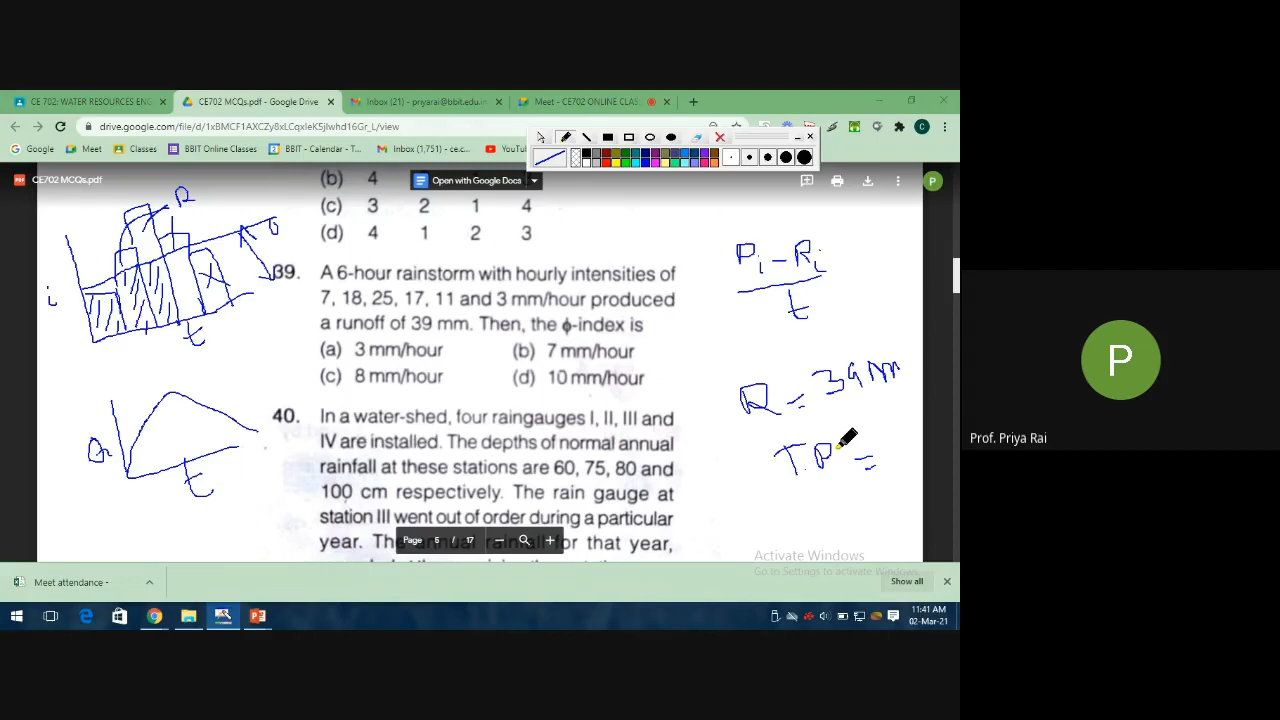 CE 702: WATER RESOURCES ENG
CE702 MCQs.pdf - Google Drive
Inbox (21) - priyarai@bbit.edu.in
Meet - CE702 ONLINE CLAS
drive.google.com/file/d/1xBMCF1AXCZy8xLCqxleK5jlwhd16Gr_L/view
Google
Meet
Classes
BBIT Online Classes
BBIT - Calendar - T...
Inbox (1,751) - ce.c...
YouTu
CE702 MCQs.pdf
Open with Google Docs
(b) 4
(c) 3 2 1 4
(d) 4 1 2 3
39. A 6-hour rainstorm with hourly intensities of
7, 18, 25, 17, 11 and 3 mm/hour produced
a runoff of 39 mm. Then, the ϕ-index is
(a) 3 mm/hour (b) 7 mm/hour
(c) 8 mm/hour (d) 10 mm/hour
40. In a water-shed, four raingauges I, II, III and
IV are installed. The depths of normal annual
rainfall at these stations are 60, 75, 80 and
100 cm respectively. The rain gauge at
station III went out of order during a particular
year. The annual rainfall for that year,
R
i
t
t
Pi - Ri
t
R = 39 mm
T.P =
Page 5 / 17
Activate Windows
Go to Settings to activate Windows.
Meet attendance -
Show all
11:41 AM
02-Mar-21
P
P
Prof. Priya Rai